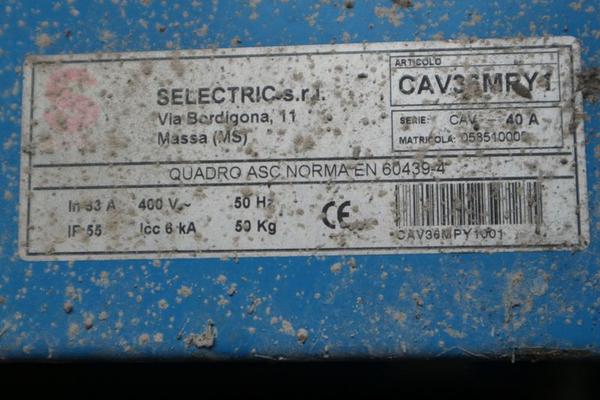 SELECTRIC s.r.l.
Via Bordigona, 11
Massa (MS)
ARTICOLO
CAV36MPY1
SERIE: CAV 40 A
MATRICOLA:
QUADRO ASC NORMA EN 60439-4
In 63 A 400 V ~ 50 Hz
IP 55 Icc 6 kA 50 Kg
CE
CAV36MPY1001